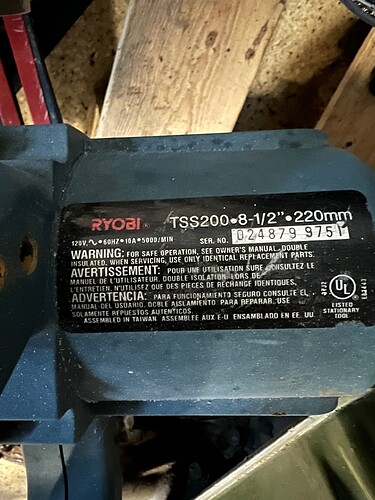 RYOBI® TSS200•8-1/2"•220mm
120V.∿•60HZ•10A•5000/MIN SER. NO. 024879 9751
WARNING: FOR SAFE OPERATION, SEE OWNER'S MANUAL. DOUBLE
INSULATED, WHEN SERVICING, USE ONLY IDENTICAL REPLACEMENT PARTS.
AVERTISSEMENT: POUR UNE UTILISATION SURE CONSULTEZ LE
MANUEL DE L'UTILISATEUR. DOUBLE ISOLATION. LORS DE
L'ENTRETIEN, N'UTILISEZ QUE DES PIECES DE RECHANGE IDENTIQUES.
ADVERTENCIA: PARA FUNCIONAMIENTO SEGURO CONSULTE EL
MANUAL DEL USUARIO. DOBLE AISLAMIENTO. PARA REPARAR, USE
SOLAMENTE REPUESTOS AUTENTICOS.
ASSEMBLED IN TAIWAN. ASSEMBLEE AUX E-U. ENSAMBLADO EN EE. UU.
UL
®
LISTED
STATIONARY
TOOL